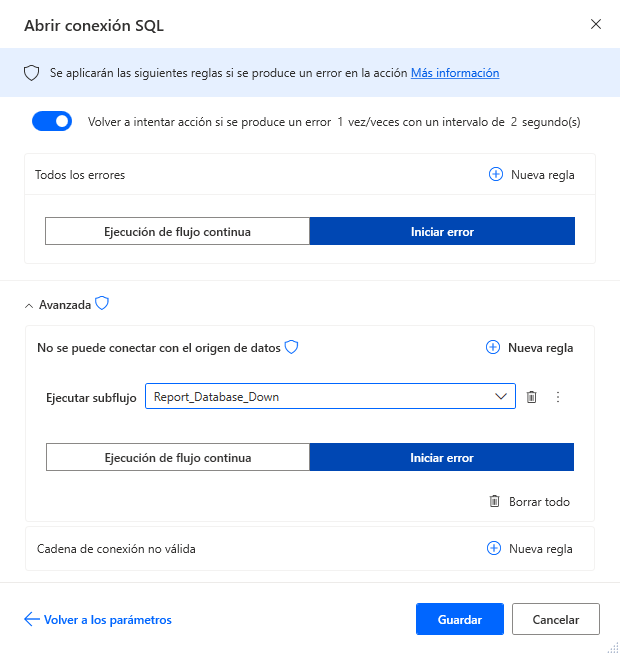 Abrir conexión SQL
Se aplicarán las siguientes reglas si se produce un error en la acción Más información
Volver a intentar acción si se produce un error 1 vez/veces con un intervalo de 2 segundo(s)
Todos los errores
Nueva regla
Ejecución de flujo continua
Iniciar error
Avanzada
No se puede conectar con el origen de datos
Nueva regla
Ejecutar subflujo
Report_Database_Down
Ejecución de flujo continua
Iniciar error
Borrar todo
Cadena de conexión no válida
Nueva regla
Volver a los parámetros
Guardar
Cancelar